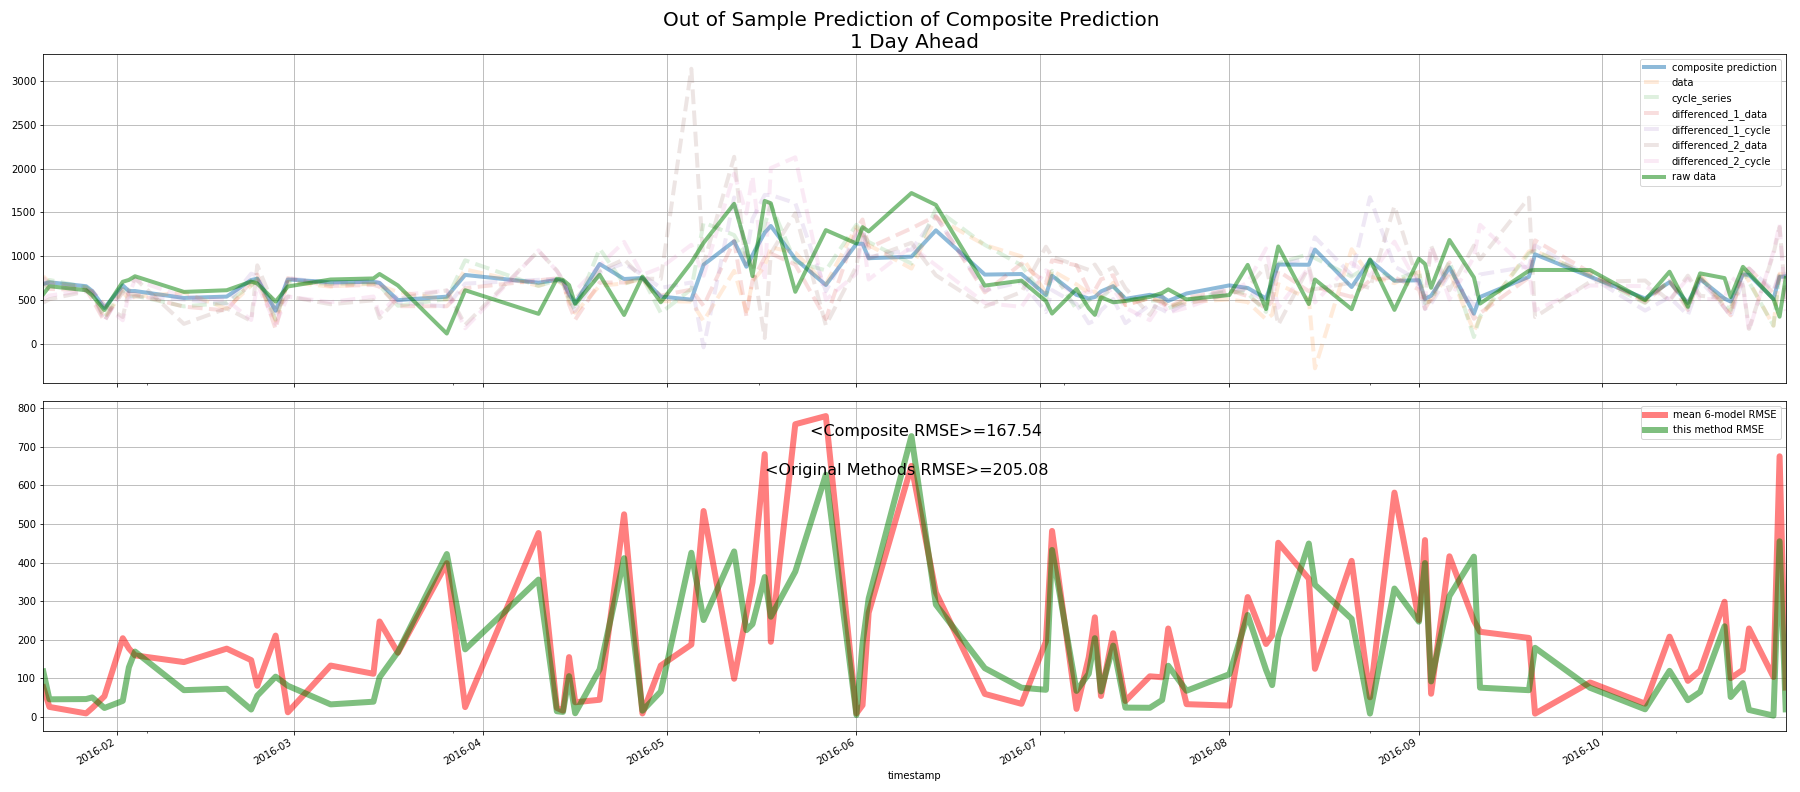 Out of Sample Prediction of Composite Prediction
1 Day Ahead
3000
2500
2000
1500
1000
500
0
composite prediction
data
cycle_series
differenced_1_data
differenced_1_cycle
differenced_2_data
differenced_2_cycle
raw data
800
700
600
500
400
300
200
100
0
mean 6-model RMSE
this method RMSE
<Composite RMSE>=167.54
<Original Methods RMSE>=205.08
2016-02
2016-03
2016-04
2016-05
2016-06
2016-07
2016-08
2016-09
2016-10
timestamp